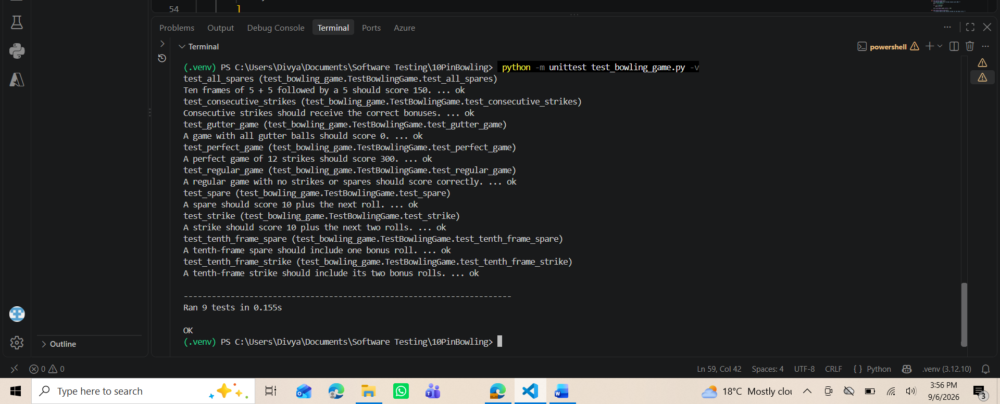 54
]
Problems Output Debug Console Terminal Ports Azure
Terminal
powershell
(.venv) PS C:\Users\Divya\Documents\Software Testing\10PinBowling> python -m unittest test_bowling_game.py -v
test_all_spares (test_bowling_game.TestBowlingGame.test_all_spares)
Ten frames of 5 + 5 followed by a 5 should score 150. ... ok
test_consecutive_strikes (test_bowling_game.TestBowlingGame.test_consecutive_strikes)
Consecutive strikes should receive the correct bonuses. ... ok
test_gutter_game (test_bowling_game.TestBowlingGame.test_gutter_game)
A game with all gutter balls should score 0. ... ok
test_perfect_game (test_bowling_game.TestBowlingGame.test_perfect_game)
A perfect game of 12 strikes should score 300. ... ok
test_regular_game (test_bowling_game.TestBowlingGame.test_regular_game)
A regular game with no strikes or spares should score correctly. ... ok
test_spare (test_bowling_game.TestBowlingGame.test_spare)
A spare should score 10 plus the next roll. ... ok
test_strike (test_bowling_game.TestBowlingGame.test_strike)
A strike should score 10 plus the next two rolls. ... ok
test_tenth_frame_spare (test_bowling_game.TestBowlingGame.test_tenth_frame_spare)
A tenth-frame spare should include one bonus roll. ... ok
test_tenth_frame_strike (test_bowling_game.TestBowlingGame.test_tenth_frame_strike)
A tenth-frame strike should include its two bonus rolls. ... ok
----------------------------------------------------------------------
Ran 9 tests in 0.155s
OK
(.venv) PS C:\Users\Divya\Documents\Software Testing\10PinBowling>
Outline
0 0
Ln 59, Col 42 Spaces: 4 UTF-8 CRLF { } Python .venv (3.12.10)
Type here to search
18°C Mostly clou
3:56 PM
9/6/2026
3